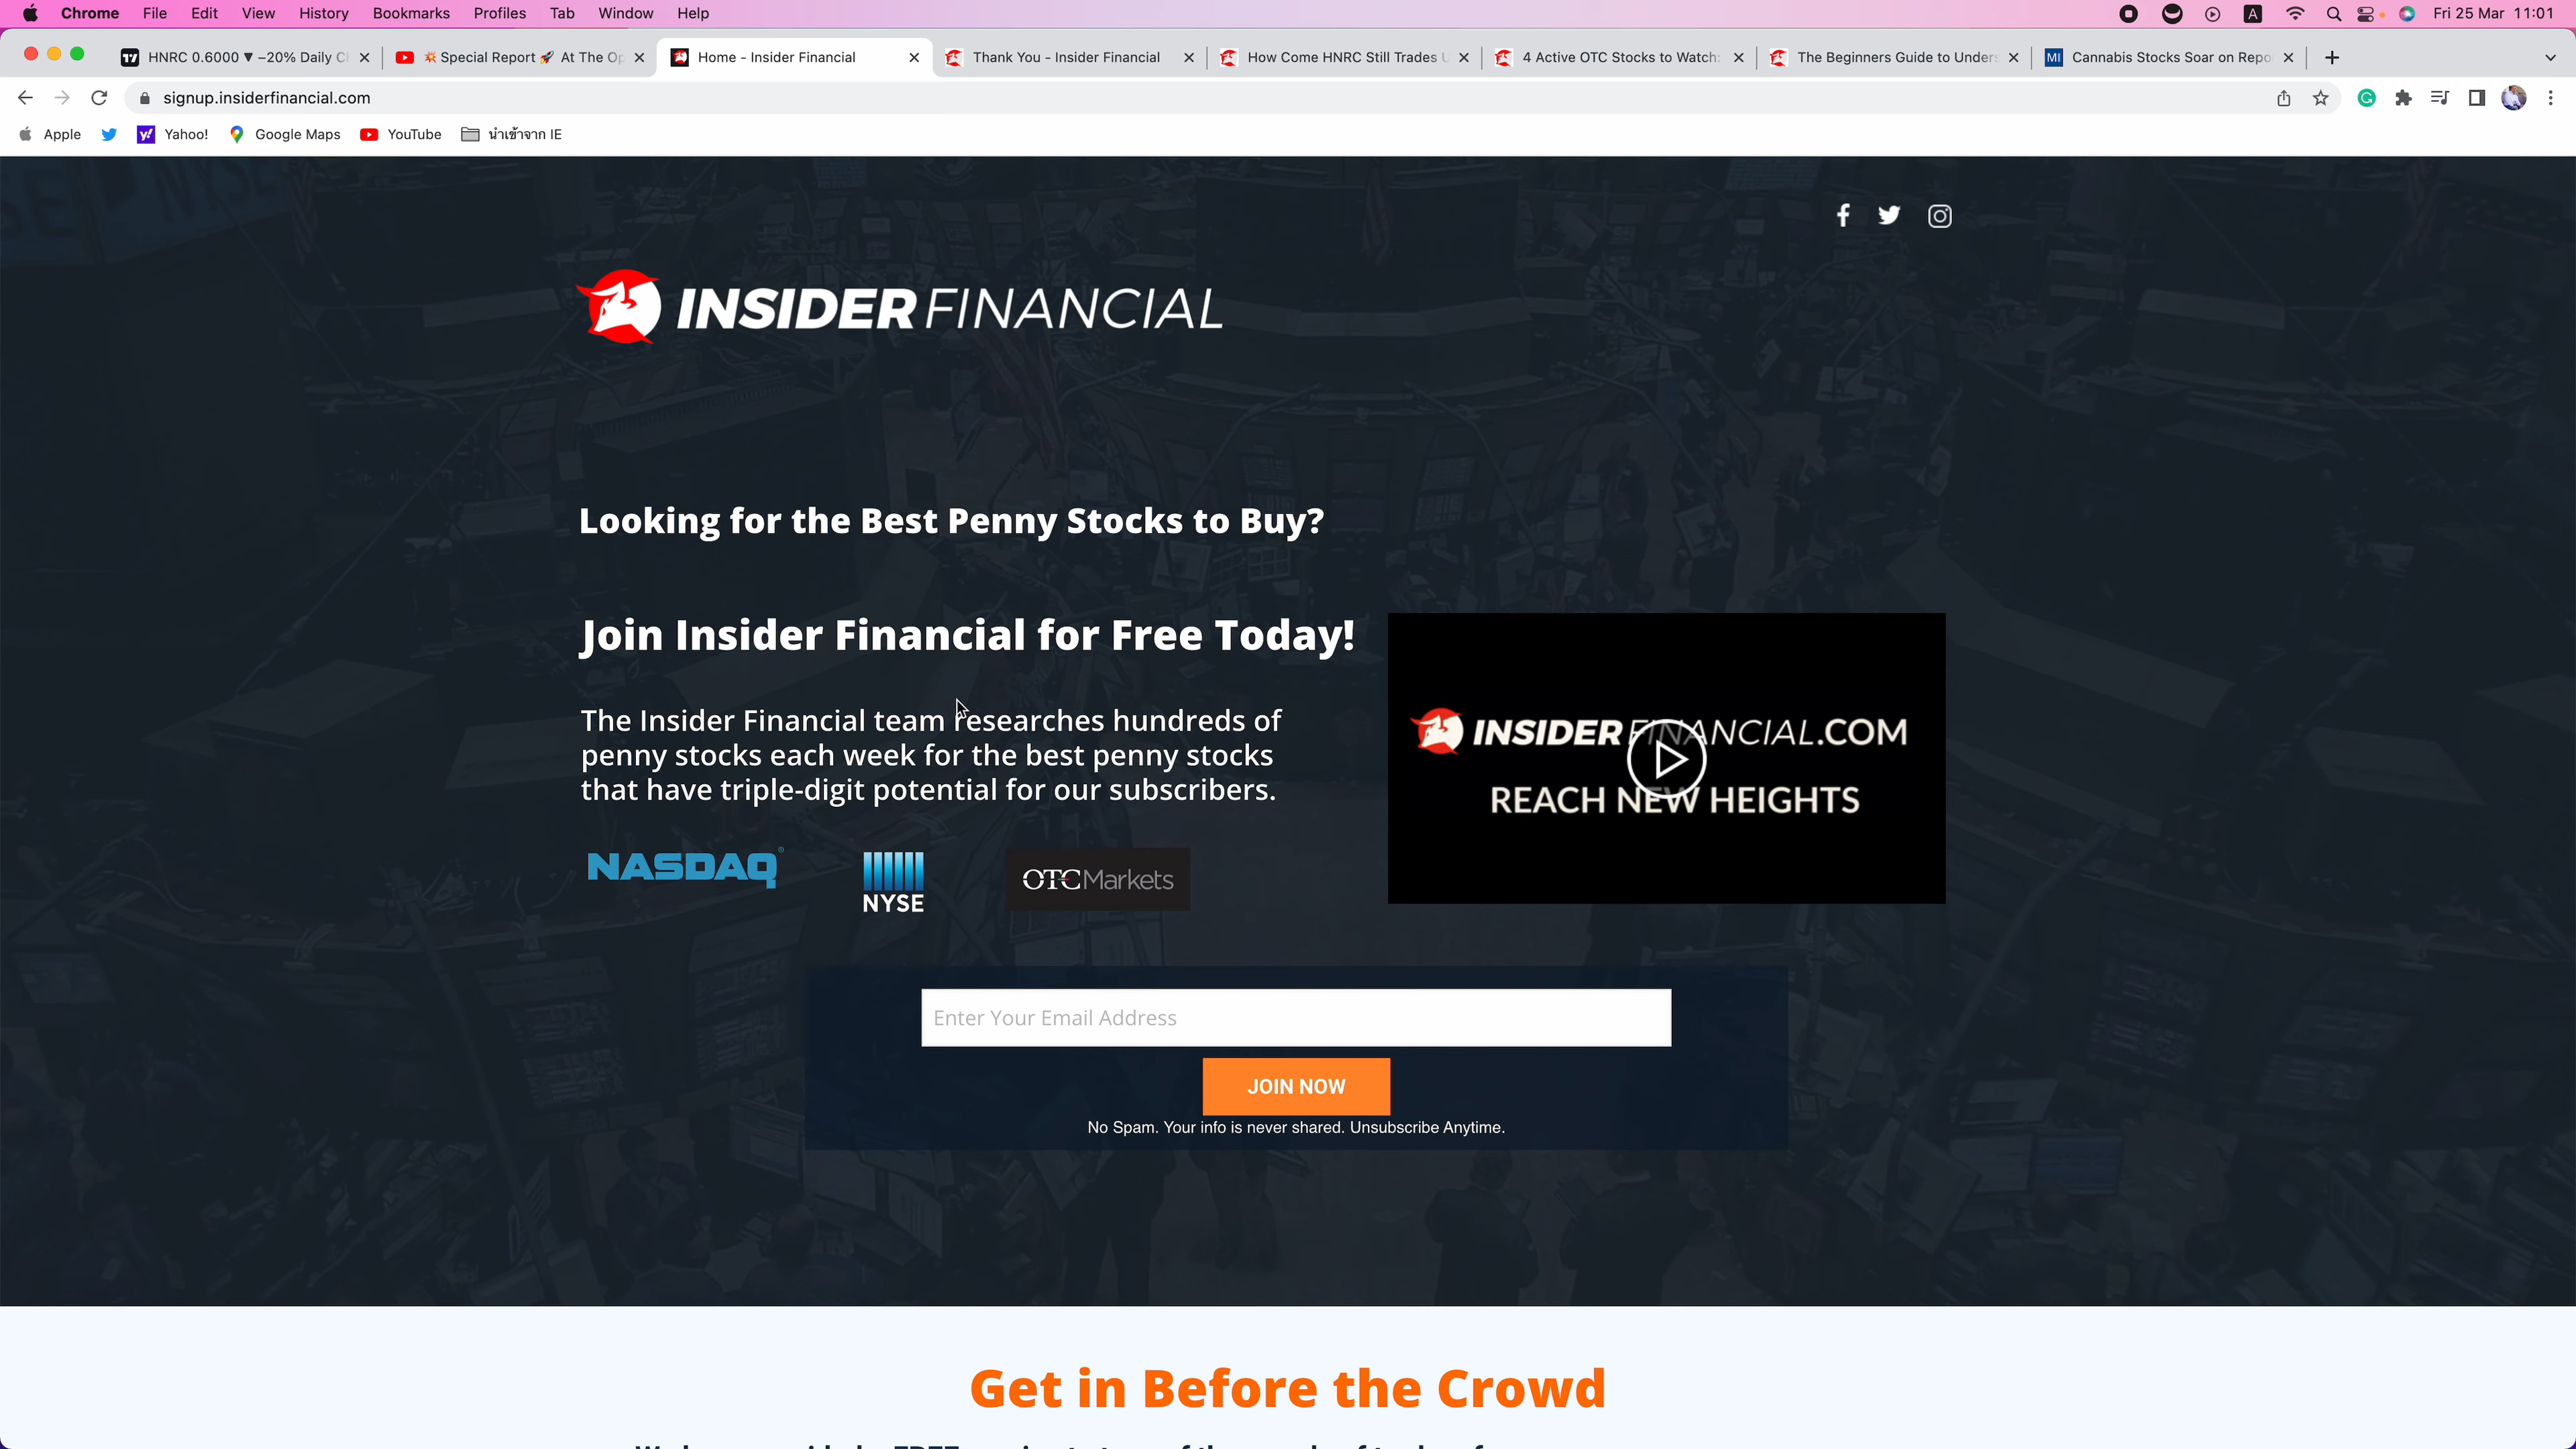 Chrome File Edit View History Bookmarks Profiles Tab Window Help A Fri 25 Mar 11:01
HNRC 0.6000 ▼ −20% Daily C
💥 Special Report 🚀 At The Op
Home - Insider Financial
Thank You - Insider Financial
How Come HNRC Still Trades U
4 Active OTC Stocks to Watch:
The Beginners Guide to Unders
MI Cannabis Stocks Soar on Repo
signup.insiderfinancial.com
Apple Yahoo! Google Maps YouTube นำเข้าจาก IE
INSIDER FINANCIAL
Looking for the Best Penny Stocks to Buy?
Join Insider Financial for Free Today!
The Insider Financial team researches hundreds of
penny stocks each week for the best penny stocks
that have triple-digit potential for our subscribers.
NASDAQ
NYSE
OTCMarkets
INSIDERFINANCIAL.COM
REACH NEW HEIGHTS
Enter Your Email Address
JOIN NOW
No Spam. Your info is never shared. Unsubscribe Anytime.
Get in Before the Crowd